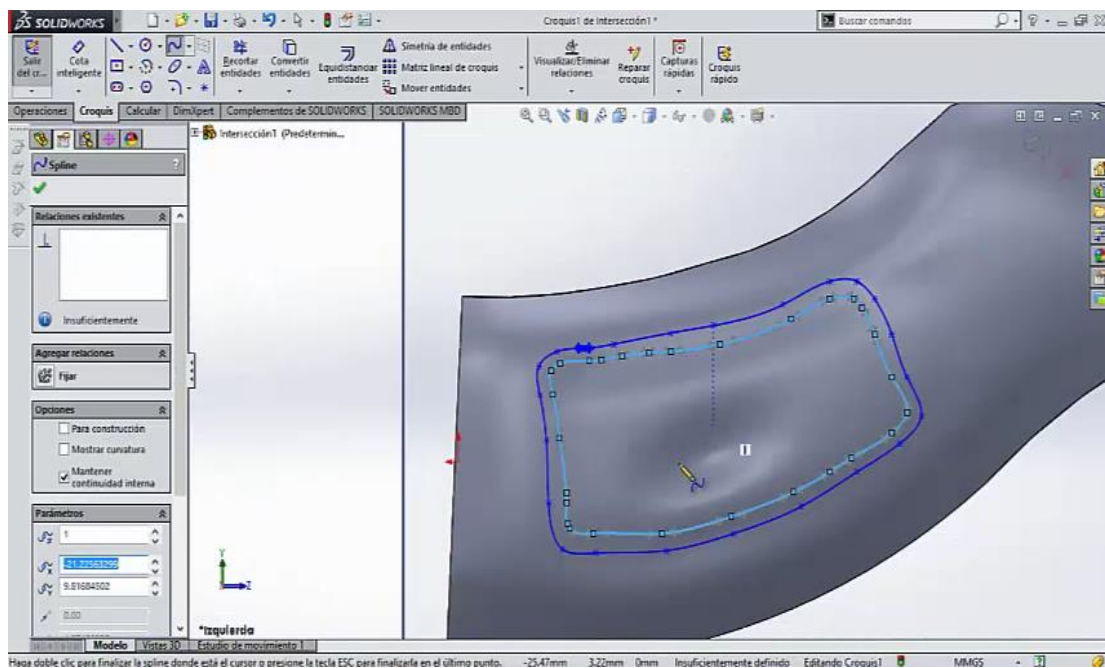 SOLIDWORKS
Croquis1 de Intersección1 *
Buscar comandos
Salir del cr...
Cota inteligente
Recortar entidades
Convertir entidades
Equidistanciar entidades
Simetría de entidades
Matriz lineal de croquis
Mover entidades
Visualizar/Eliminar relaciones
Reparar croquis
Capturas rápidas
Croquis rápido
Operaciones Croquis Calcular DimXpert Complementos de SOLIDWORKS SOLIDWORKS MBD
Intersección1 (Predetermin...
Spline ?
Relaciones existentes
Insuficientemente
Agregar relaciones
Fijar
Opciones
Para construcción
Mostrar curvatura
Mantener continuidad interna
Parámetros
1
-21.22563299
9.81684502
0.00
Y
Z
*Izquierda
Modelo Vistas 3D Estudio de movimiento 1
Haga doble clic para finalizar la spline donde está el cursor o presione la tecla ESC para finalizarla en el último punto. -25.47mm 3.22mm 0mm Insuficientemente definido Editando Croquis1 MMGS